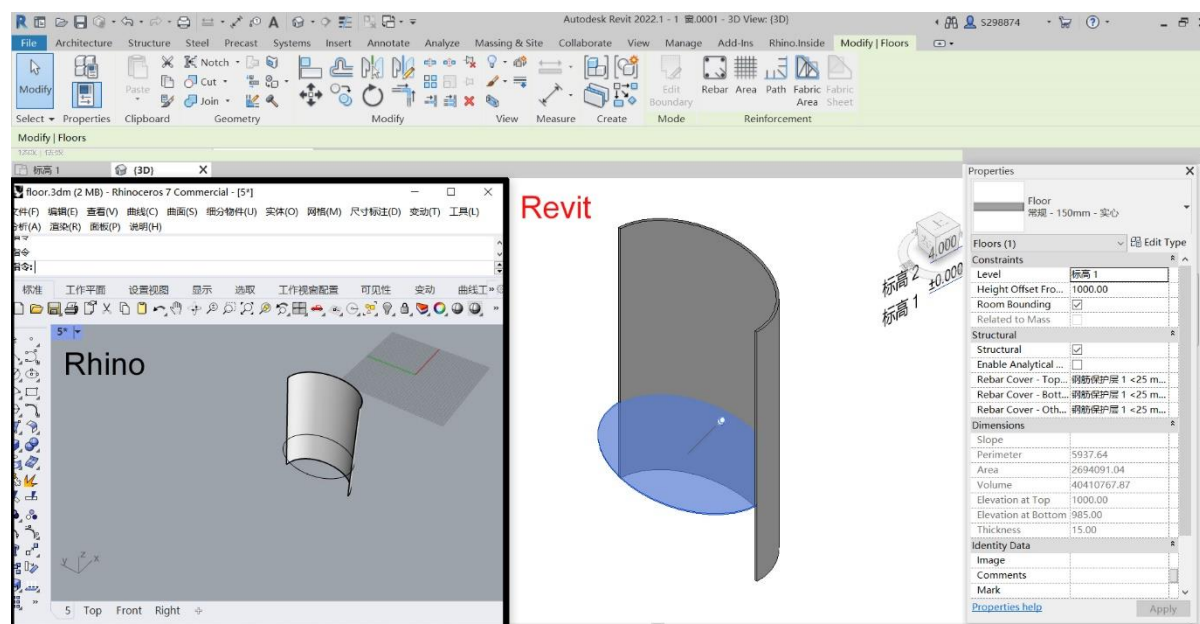 Autodesk Revit 2022.1 - 1 量.0001 - 3D View: {3D}
S298874
File Architecture Structure Steel Precast Systems Insert Annotate Analyze Massing & Site Collaborate View Manage Add-Ins Rhino.Inside Modify | Floors
Modify Paste Notch Cut Join Edit Boundary Rebar Area Path Fabric Area Fabric Sheet
Select Properties Clipboard Geometry Modify View Measure Create Mode Reinforcement
Modify | Floors
标高 1 {3D} X
floor.3dm (2 MB) - Rhinoceros 7 Commercial - [5*]
文件(F) 编辑(E) 查看(V) 曲线(C) 曲面(S) 细分物件(U) 实体(O) 网格(M) 尺寸标注(D) 变动(T) 工具(L)
分析(A) 渲染(R) 面板(P) 说明(H)
指令
指令:
标准 工作平面 设置视图 显示 选取 工作视窗配置 可见性 变动 曲线工
5*
Rhino
y z x
5 Top Front Right
Revit
4.000
标高 2
±0.000
标高 1
Properties X
Floor
常规 - 150mm - 实心
Floors (1) Edit Type
Constraints
Level 标高 1
Height Offset Fro... 1000.00
Room Bounding
Related to Mass
Structural
Structural
Enable Analytical ...
Rebar Cover - Top... 钢筋保护层 1 <25 m...
Rebar Cover - Bott... 钢筋保护层 1 <25 m...
Rebar Cover - Oth... 钢筋保护层 1 <25 m...
Dimensions
Slope
Perimeter 5937.64
Area 2694091.04
Volume 40410767.87
Elevation at Top 1000.00
Elevation at Bottom 985.00
Thickness 15.00
Identity Data
Image
Comments
Mark
Properties help Apply